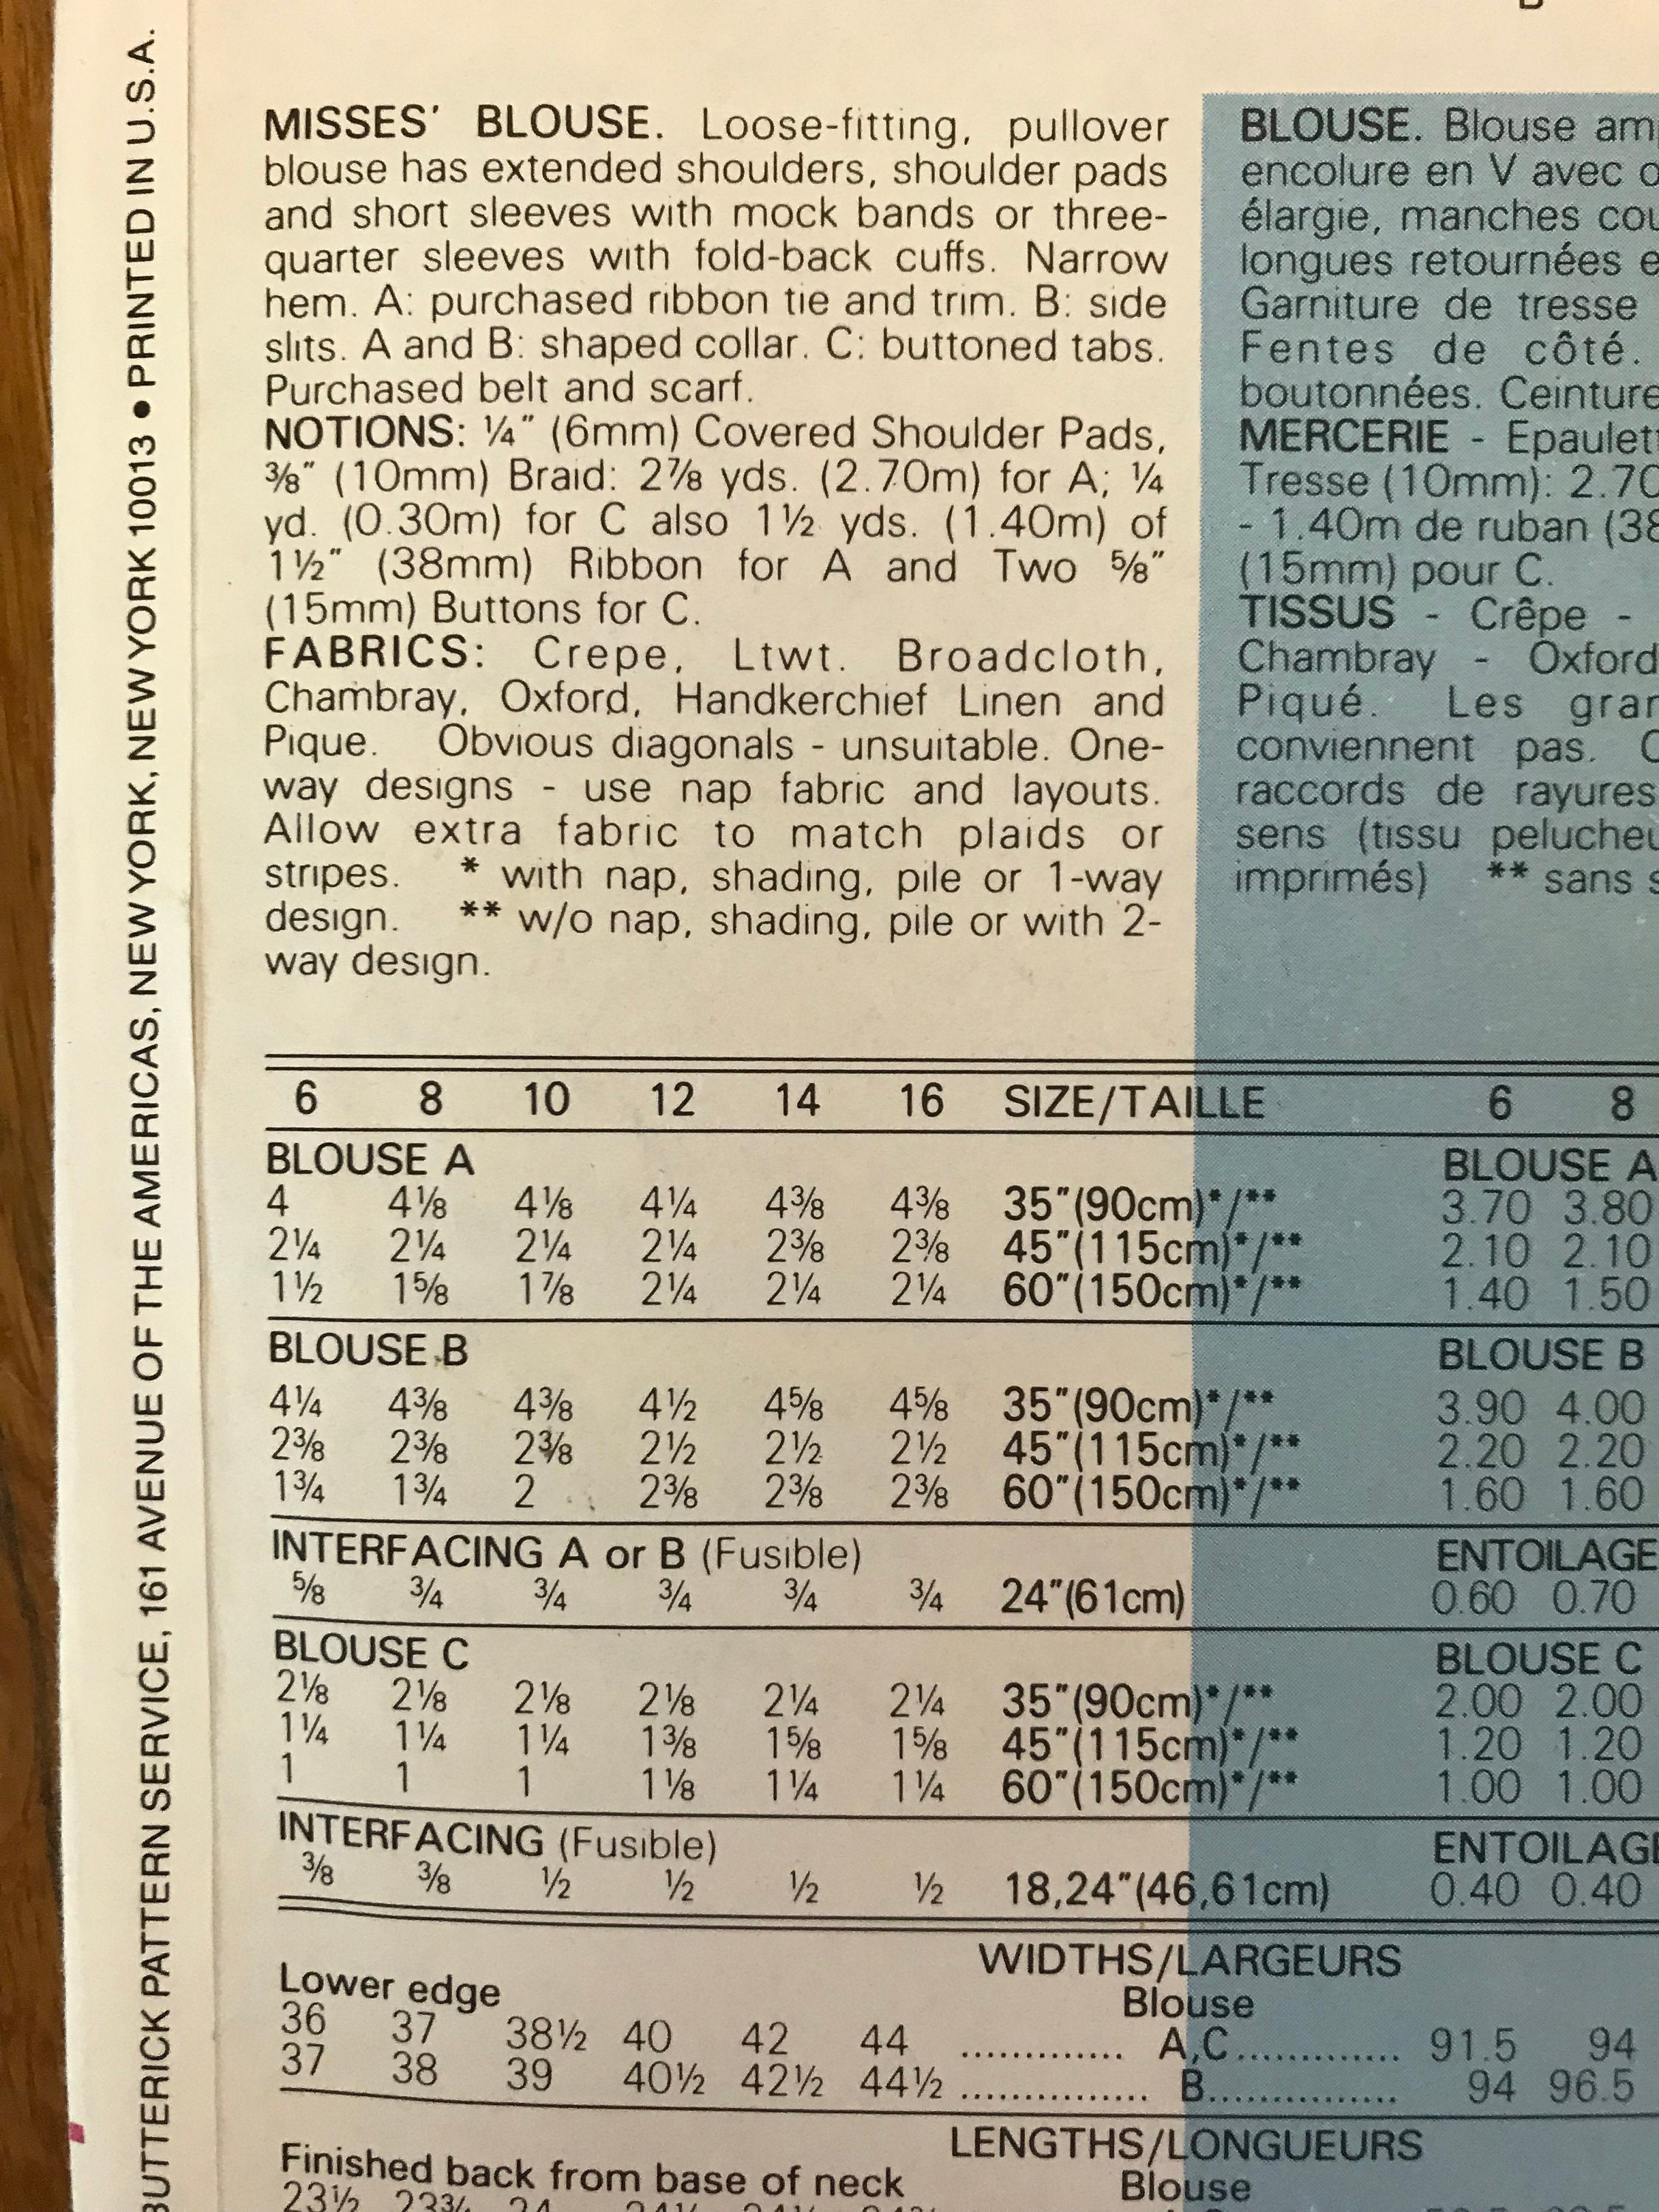 BUTTERICK PATTERN SERVICE, 161 AVENUE OF THE AMERICAS, NEW YORK, NEW YORK 10013 • PRINTED IN U.S.A.
MISSES' BLOUSE. Loose-fitting, pullover
blouse has extended shoulders, shoulder pads
and short sleeves with mock bands or three-
quarter sleeves with fold-back cuffs. Narrow
hem. A: purchased ribbon tie and trim. B: side
slits. A and B: shaped collar. C: buttoned tabs.
Purchased belt and scarf.
NOTIONS: ¼" (6mm) Covered Shoulder Pads,
⅜" (10mm) Braid: 2⅞ yds. (2.70m) for A; ¼
yd. (0.30m) for C also 1½ yds. (1.40m) of
1½" (38mm) Ribbon for A and Two ⅝"
(15mm) Buttons for C.
FABRICS: Crepe, Ltwt. Broadcloth,
Chambray, Oxford, Handkerchief Linen and
Pique. Obvious diagonals - unsuitable. One-
way designs - use nap fabric and layouts.
Allow extra fabric to match plaids or
stripes. * with nap, shading, pile or 1-way
design. ** w/o nap, shading, pile or with 2-
way design.
BLOUSE. Blouse am
encolure en V avec
élargie, manches cou
longues retournées e
Garniture de tresse
Fentes de côté.
boutonnées. Ceinture
MERCERIE - Epaulett
Tresse (10mm): 2.70
- 1.40m de ruban (38
(15mm) pour C.
TISSUS - Crêpe -
Chambray - Oxford
Piqué. Les gran
conviennent pas.
raccords de rayures
sens (tissu pelucheu
imprimés) ** sans s
6 8 10 12 14 16 SIZE/TAILLE 6 8
BLOUSE A BLOUSE A
4 4⅛ 4⅛ 4¼ 4⅜ 4⅜ 35"(90cm)*/** 3.70 3.80
2¼ 2¼ 2¼ 2¼ 2⅜ 2⅜ 45"(115cm)*/** 2.10 2.10
1½ 1⅝ 1⅞ 2¼ 2¼ 2¼ 60"(150cm)*/** 1.40 1.50
BLOUSE B BLOUSE B
4¼ 4⅜ 4⅜ 4½ 4⅝ 4⅝ 35"(90cm)*/** 3.90 4.00
2⅜ 2⅜ 2⅜ 2½ 2½ 2½ 45"(115cm)*/** 2.20 2.20
1¾ 1¾ 2 2⅜ 2⅜ 2⅜ 60"(150cm)*/** 1.60 1.60
INTERFACING A or B (Fusible) ENTOILAGE
⅝ ¾ ¾ ¾ ¾ ¾ 24"(61cm) 0.60 0.70
BLOUSE C BLOUSE C
2⅛ 2⅛ 2⅛ 2⅛ 2¼ 2¼ 35"(90cm)*/** 2.00 2.00
1¼ 1¼ 1¼ 1⅜ 1⅝ 1⅝ 45"(115cm)*/** 1.20 1.20
1 1 1 1⅛ 1¼ 1¼ 60"(150cm)*/** 1.00 1.00
INTERFACING (Fusible) ENTOILAGE
⅜ ⅜ ½ ½ ½ ½ 18,24"(46,61cm) 0.40 0.40
WIDTHS/LARGEURS
Lower edge Blouse
36 37 38½ 40 42 44 ............. A,C............. 91.5 94
37 38 39 40½ 42½ 44½ ............... B............... 94 96.5
LENGTHS/LONGUEURS
Finished back from base of neck Blouse
23½ 23¾ 24